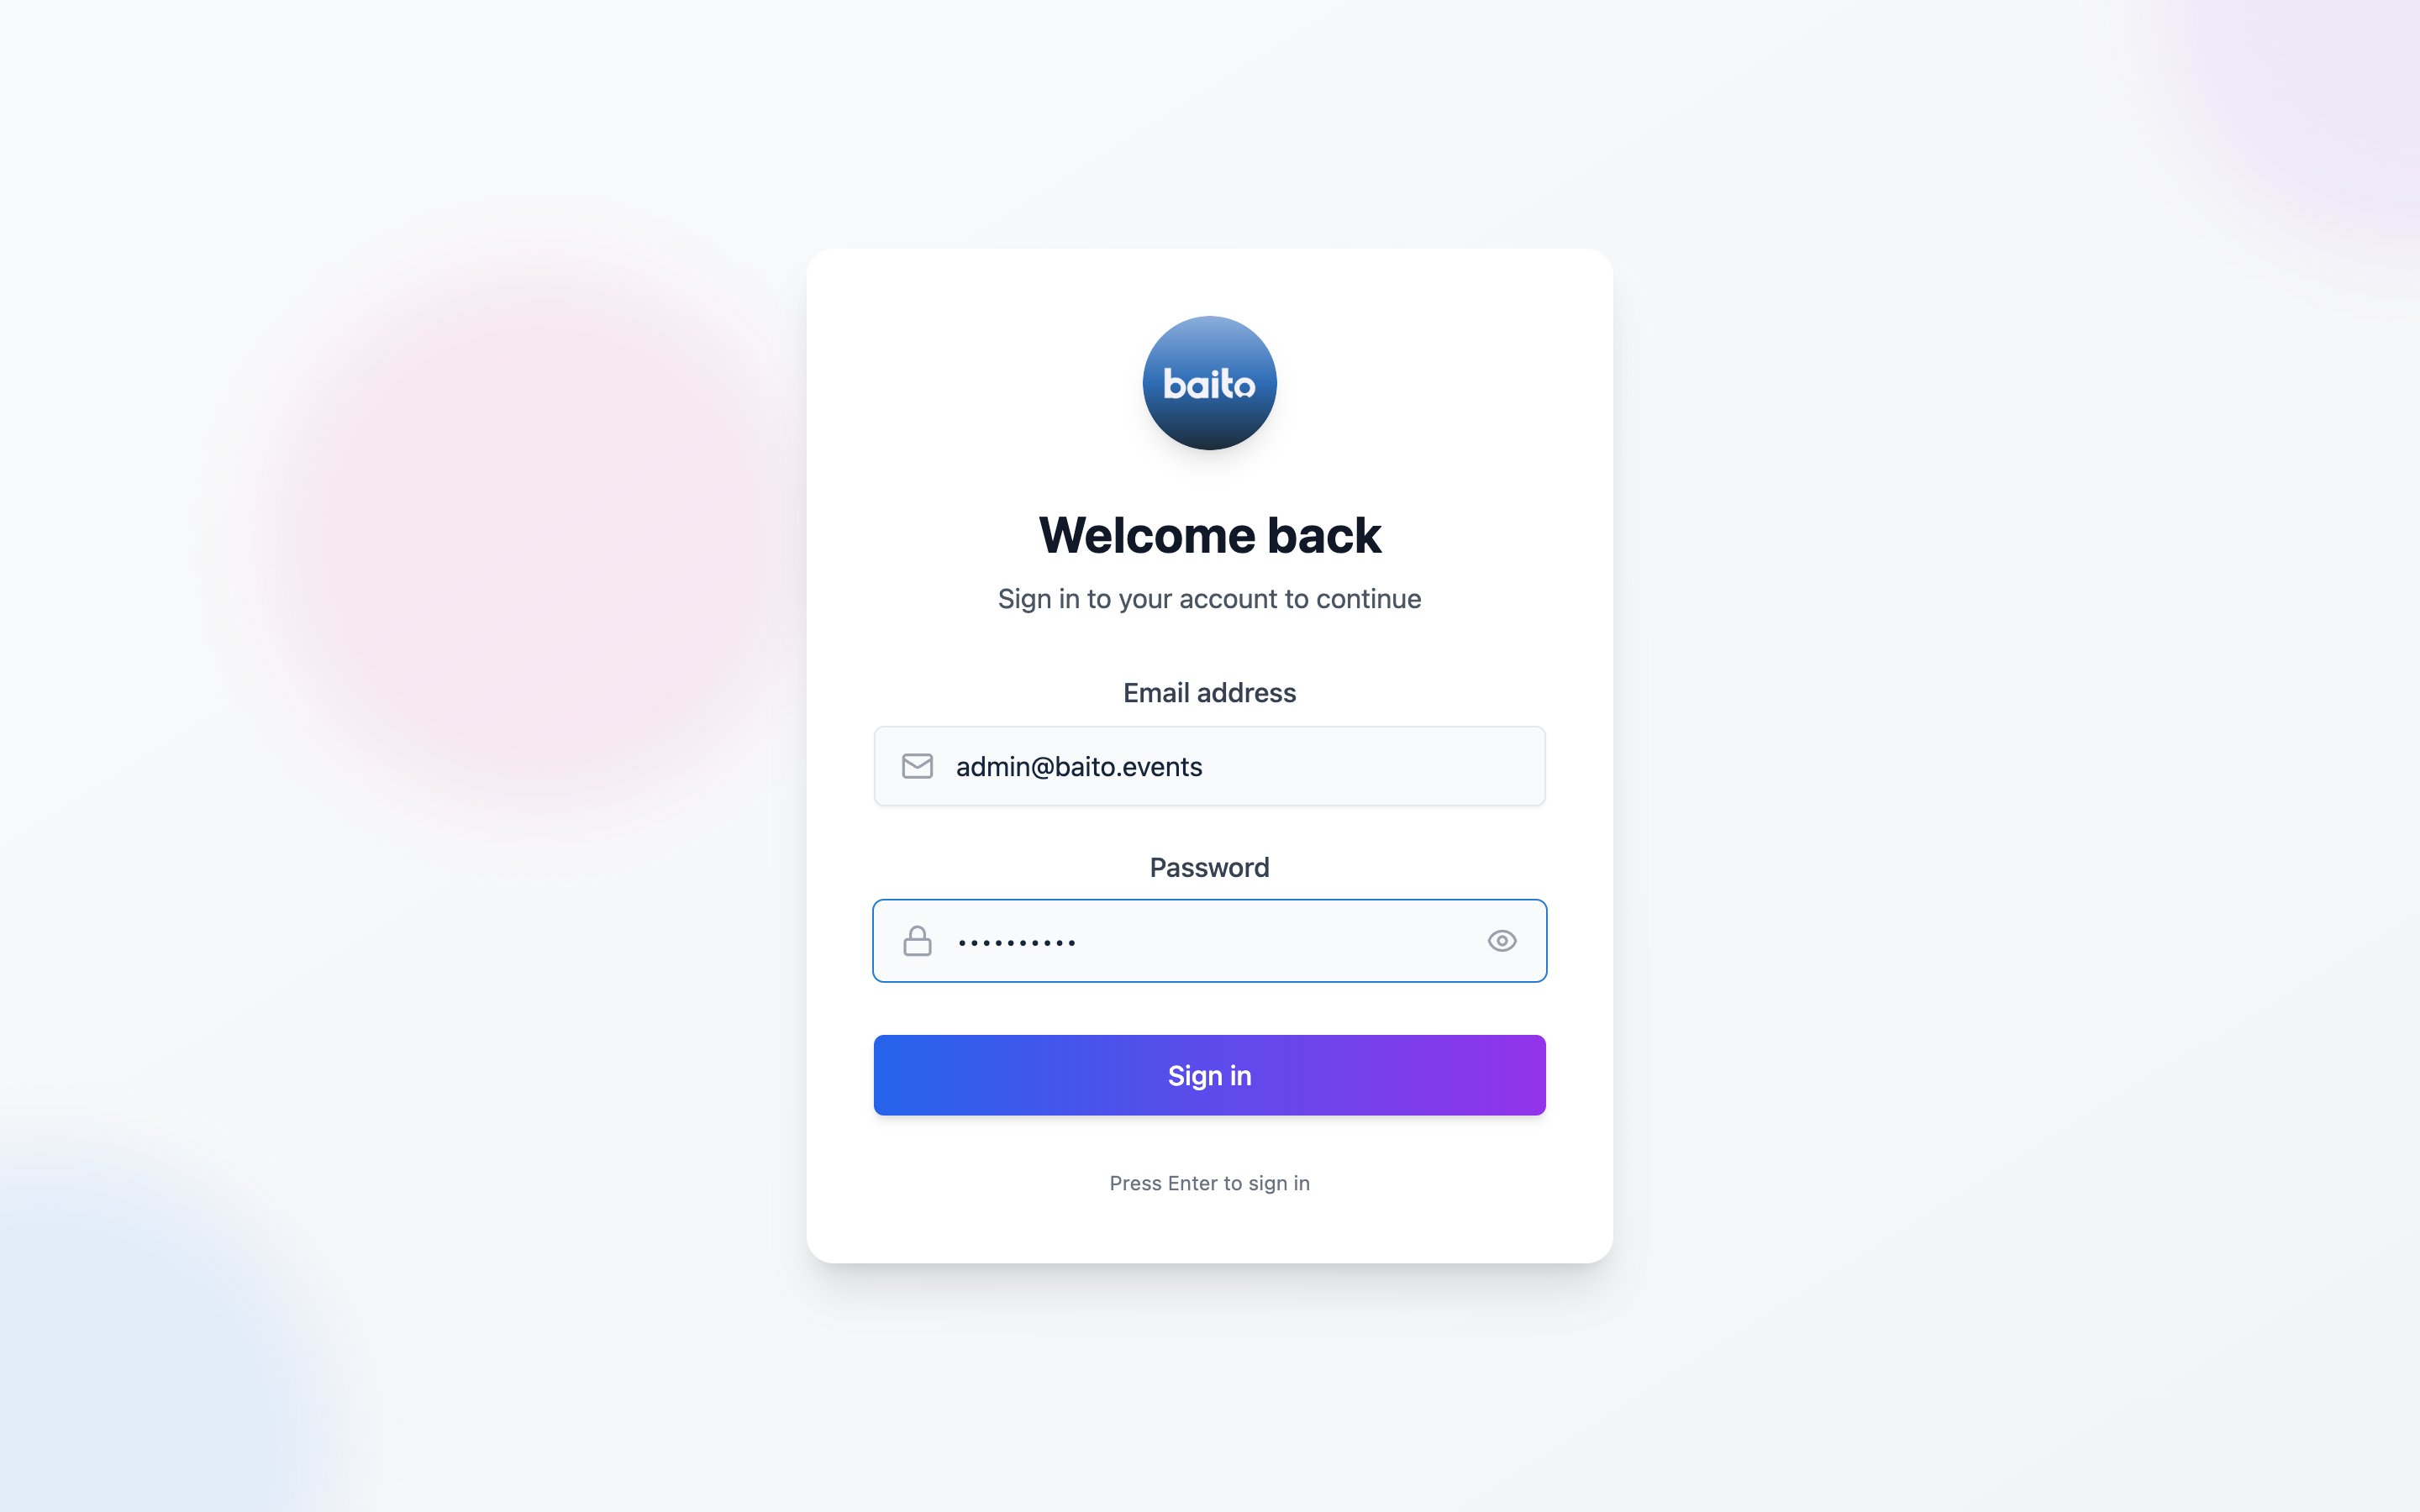 baito
Welcome back
Sign in to your account to continue
Email address
admin@baito.events
Password
••••••••••
Sign in
Press Enter to sign in